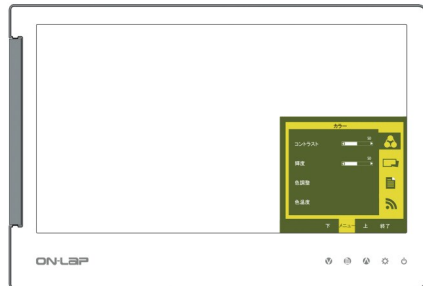 カラー
コントラスト
輝度
色調整
色温度
下 メニュー 上 終了
ON-LAP